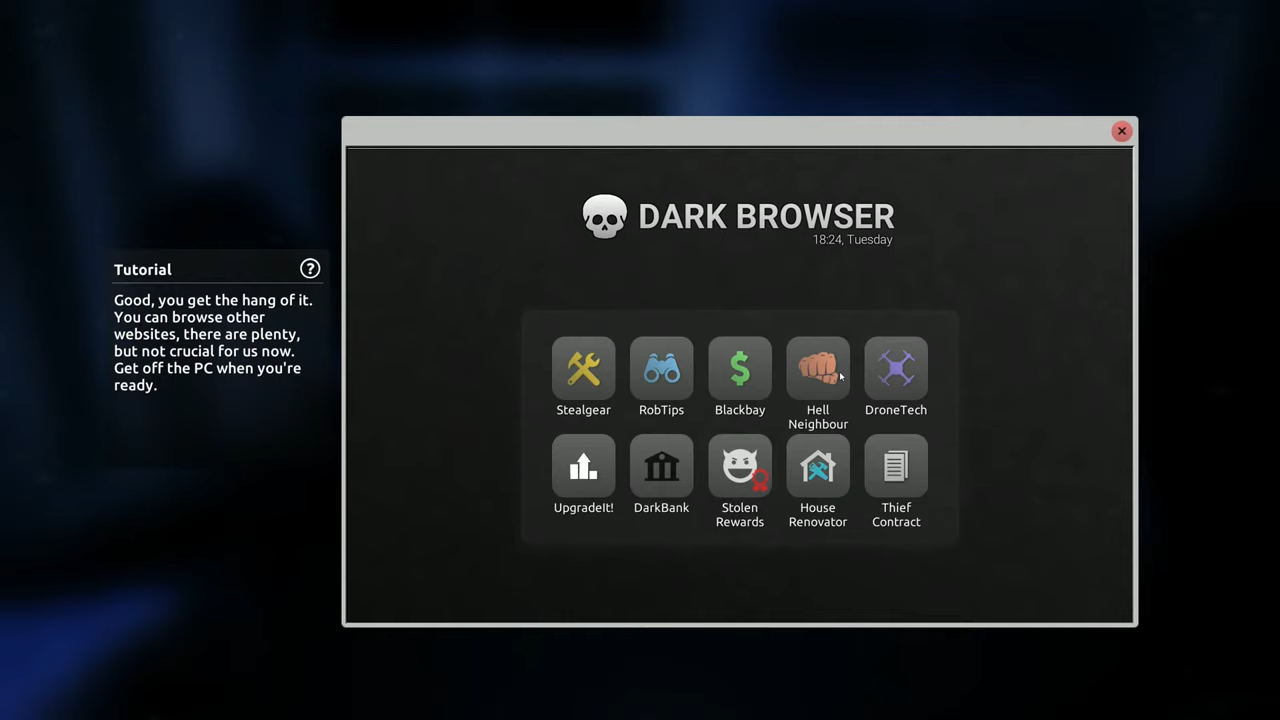 DARK BROWSER
18:24, Tuesday
Tutorial
?
Good, you get the hang of it.
You can browse other
websites, there are plenty,
but not crucial for us now.
Get off the PC when you're
ready.
Stealgear
RobTips
Blackbay
Hell
Neighbour
DroneTech
UpgradeIt!
DarkBank
Stolen
Rewards
House
Renovator
Thief
Contract